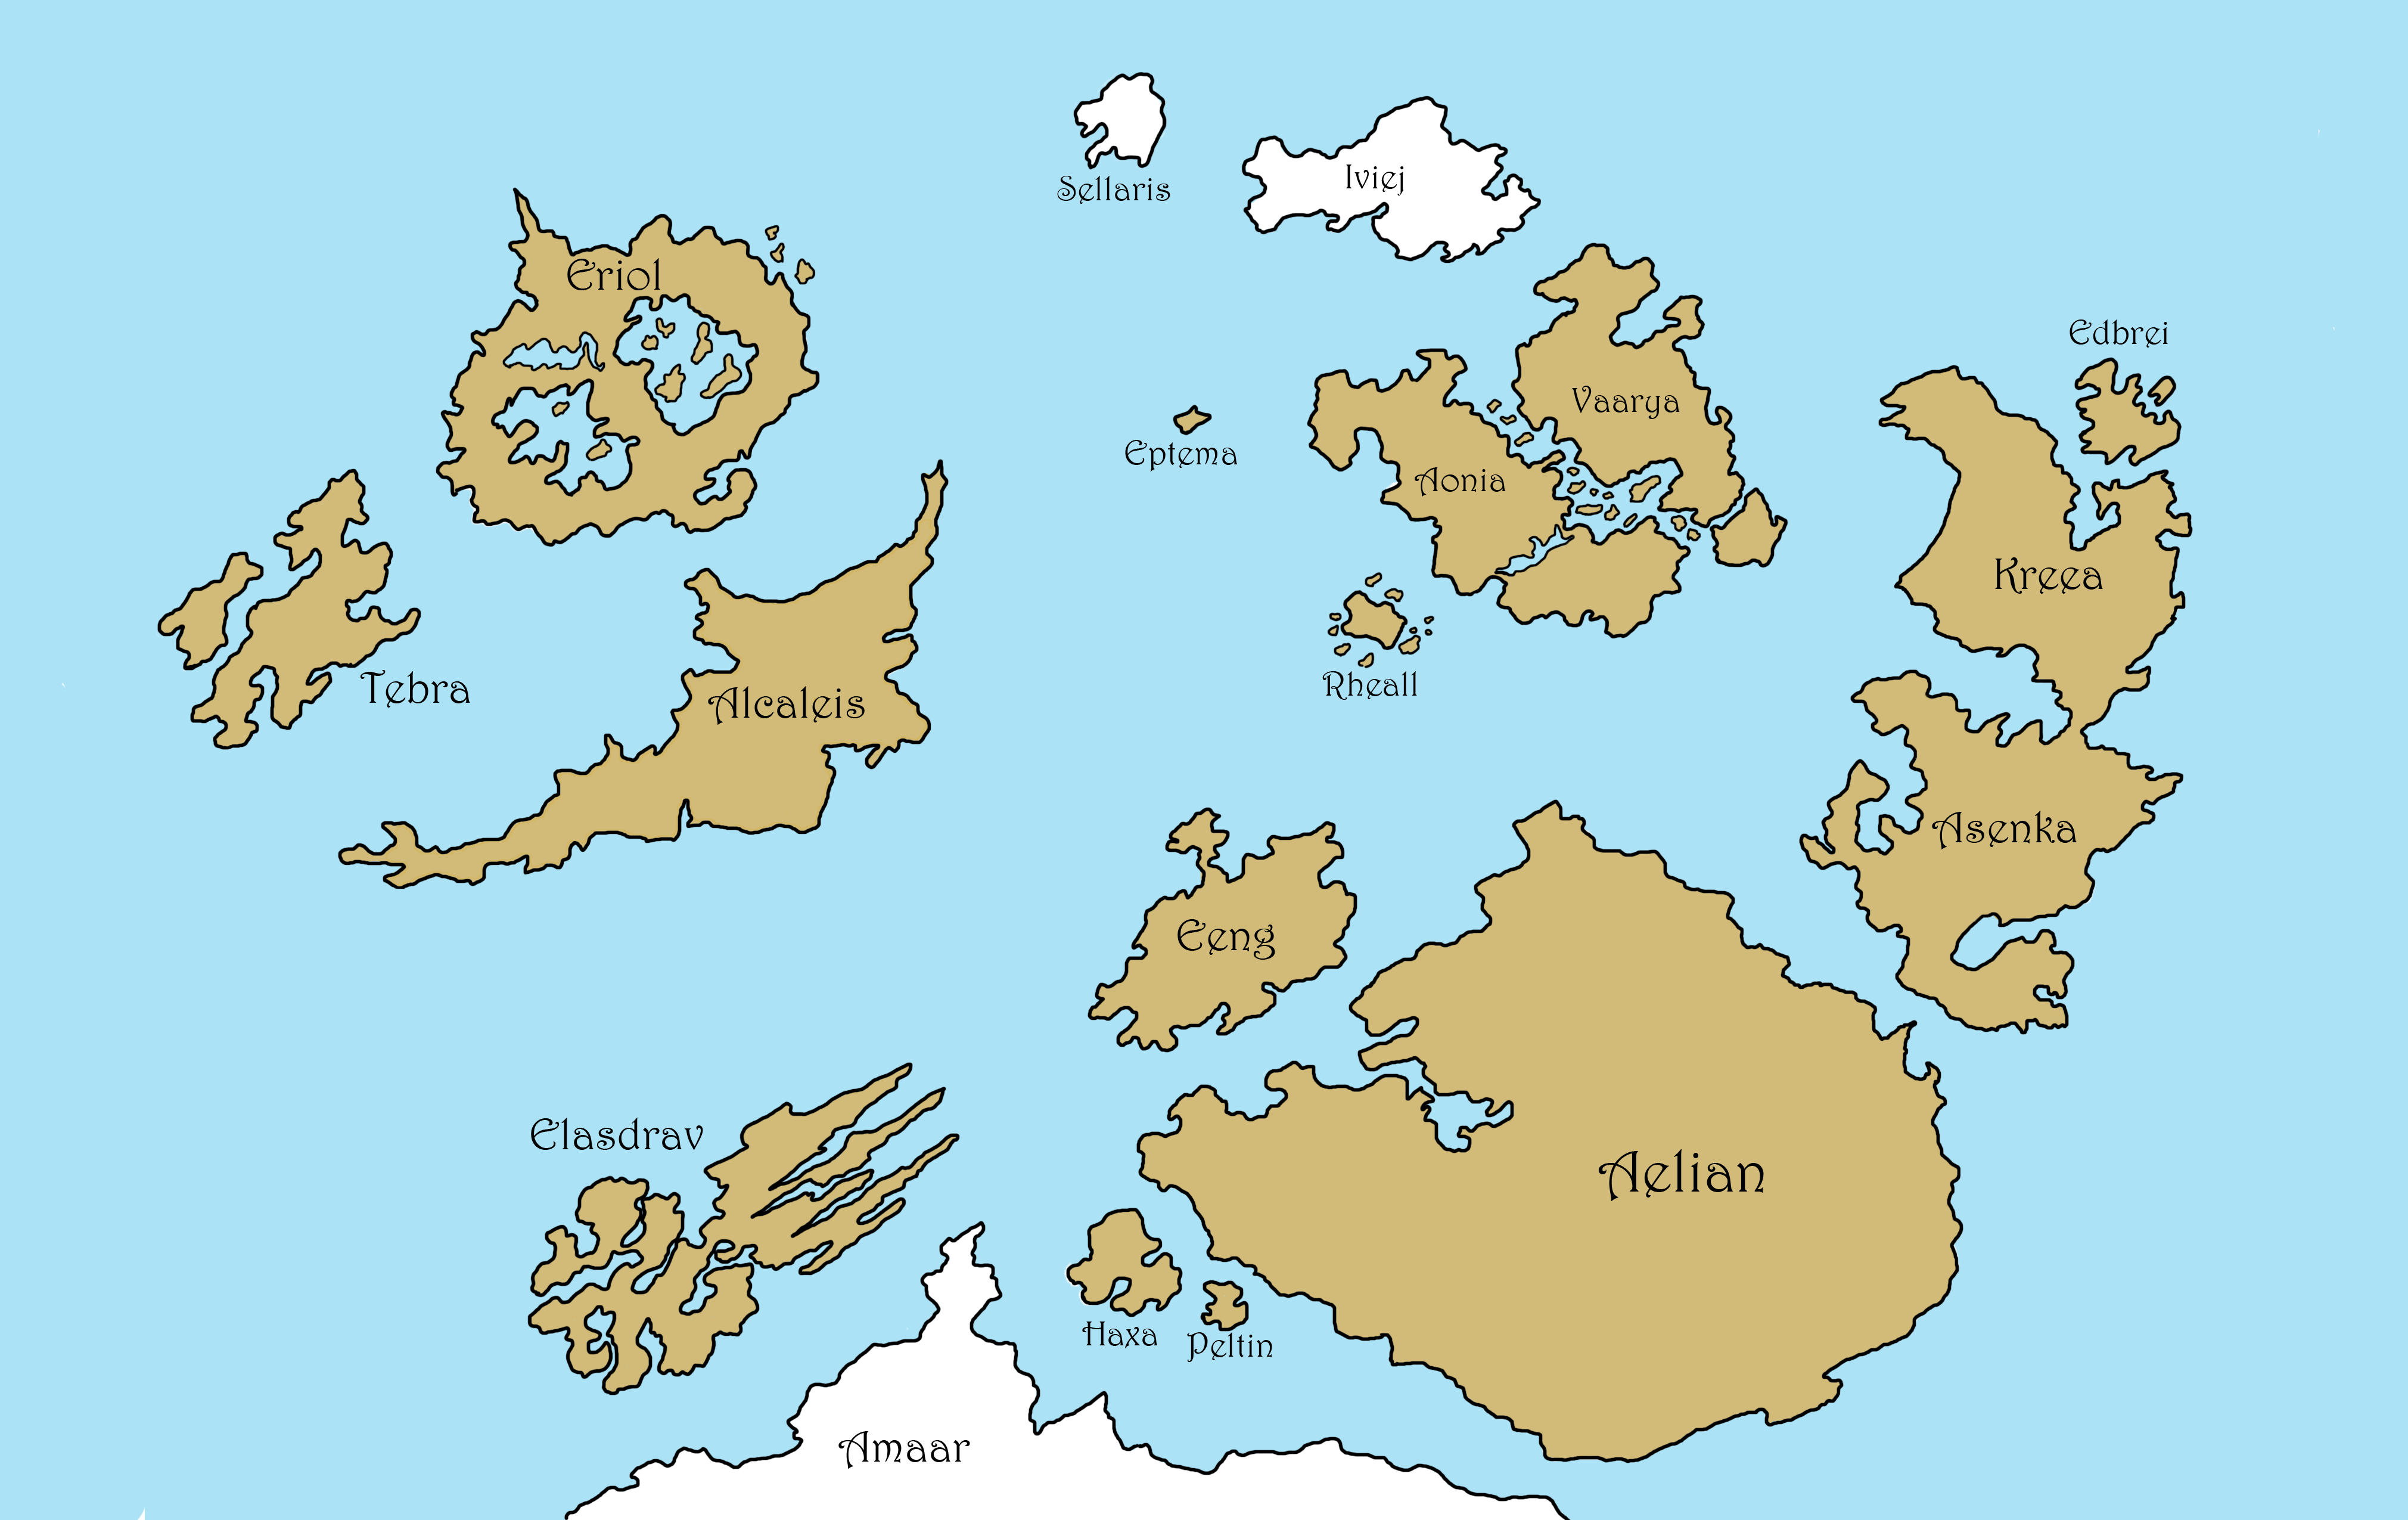 Sellaris
Iviej
Eriol
Edbrei
Vaarya
Eptema
Aonia
Kreea
Rheall
Tebra
Alcaleis
Asenka
Eeng
Elasdrav
Aelian
Haxa
Peltin
Amaar